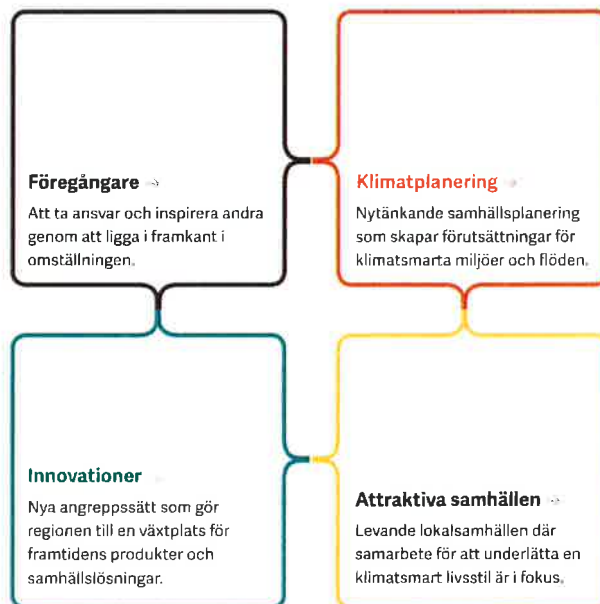 Föregångare →
Att ta ansvar och inspirera andra
genom att ligga i framkant i
omställningen.
Klimatplanering →
Nytänkande samhällsplanering
som skapar förutsättningar för
klimatsmarta miljöer och flöden.
Innovationer →
Nya angreppssätt som gör
regionen till en växtplats för
framtidens produkter och
samhällslösningar.
Attraktiva samhällen →
Levande lokalsamhällen där
samarbete för att underlätta en
klimatsmart livsstil är i fokus.